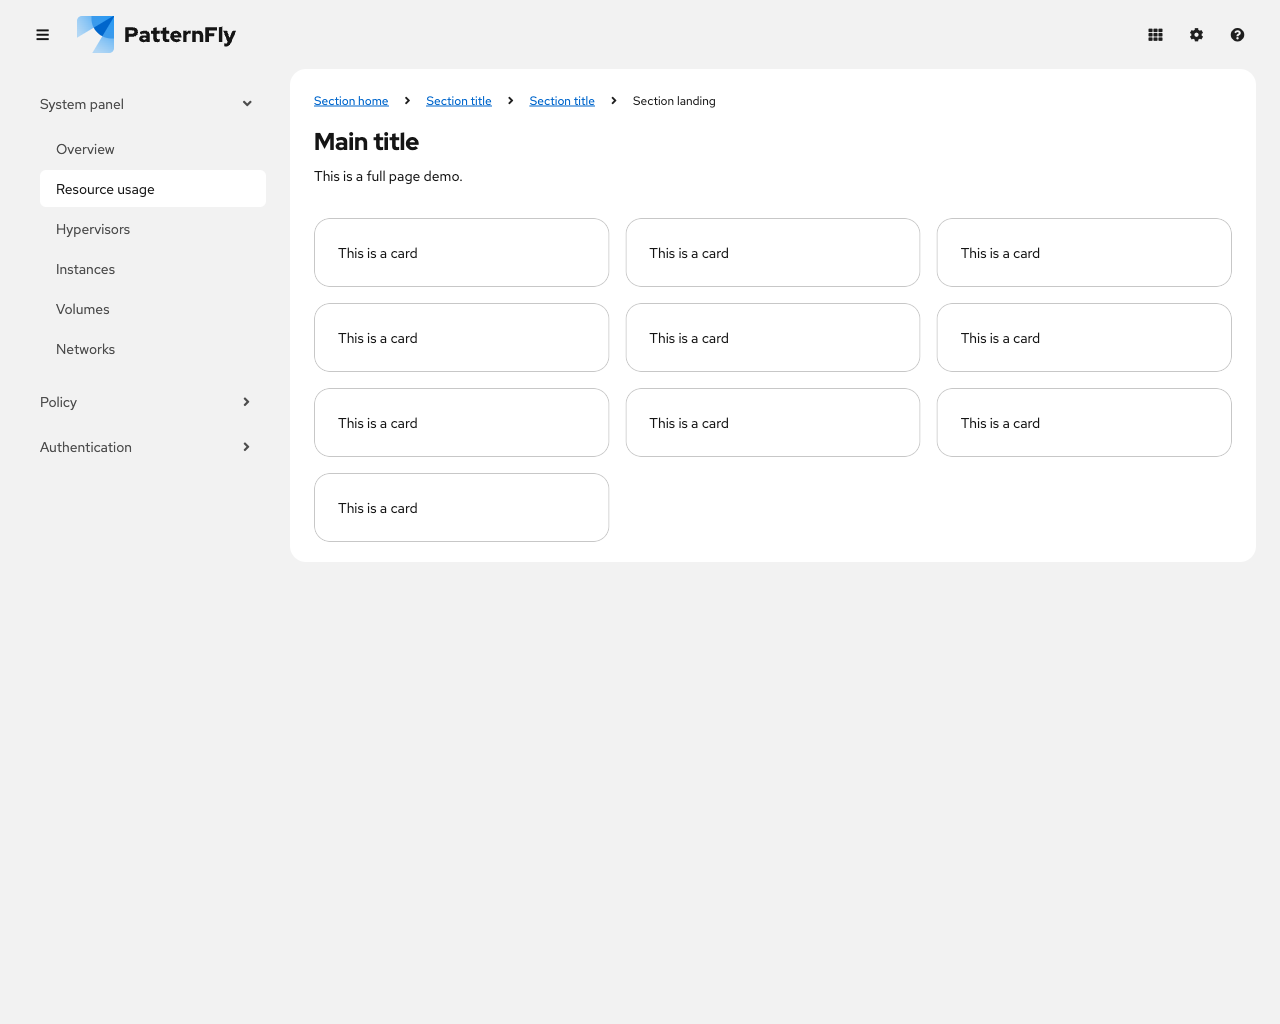 PatternFly
System panel
Overview
Resource usage
Hypervisors
Instances
Volumes
Networks
Policy
Authentication
Section home Section title Section title Section landing
Main title
This is a full page demo.
This is a card This is a card This is a card
This is a card This is a card This is a card
This is a card This is a card This is a card
This is a card